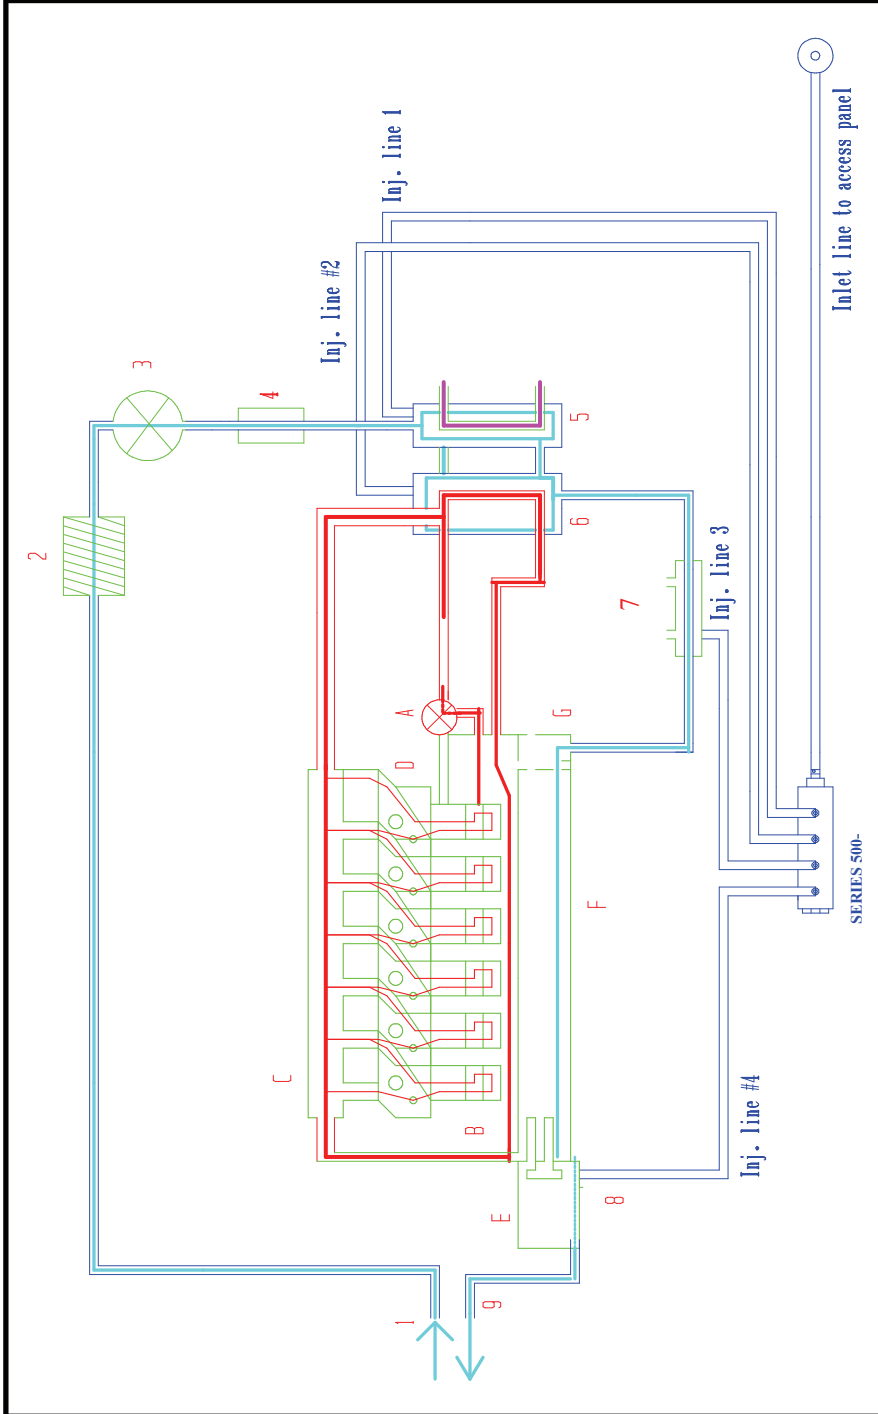 Inj. line 1
Inlet line to access panel
Inj. line #2
3
4
5
2
6
7
Inj. line 3
A
G
D
SERIES 500-
F
C
B
Inj. line #4
E
8
9
1